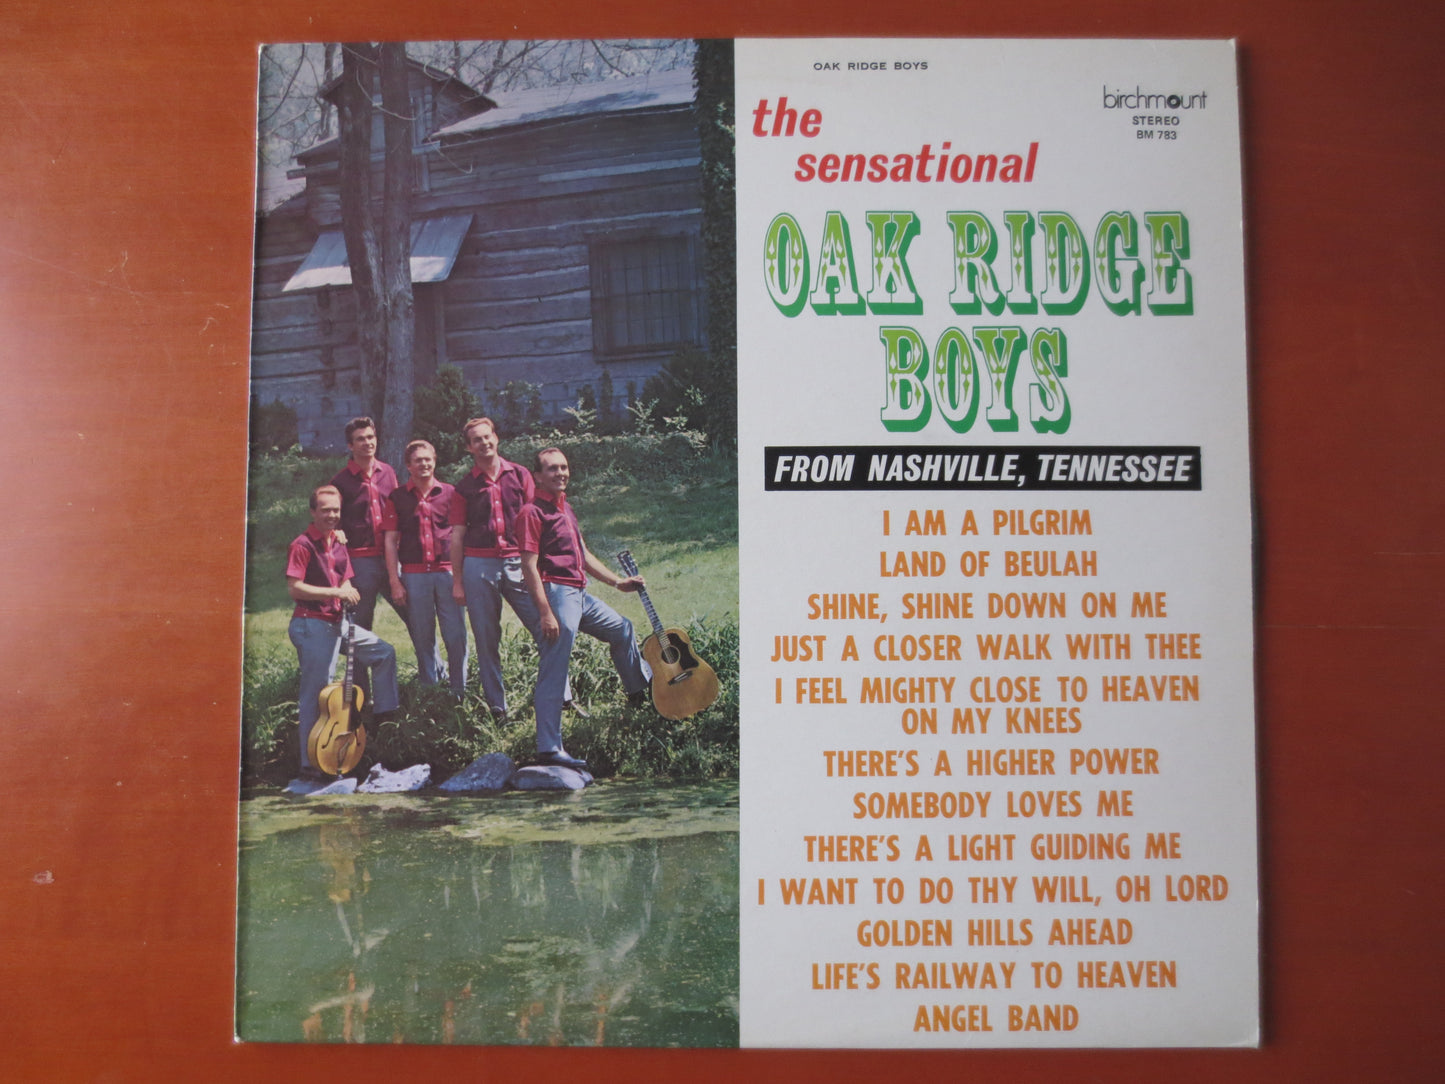 OAK RIDGE BOYS
birchmount
STEREO
BM 783
the
sensational
OAK RIDGE
BOYS
FROM NASHVILLE, TENNESSEE
I AM A PILGRIM
LAND OF BEULAH
SHINE, SHINE DOWN ON ME
JUST A CLOSER WALK WITH THEE
I FEEL MIGHTY CLOSE TO HEAVEN
ON MY KNEES
THERE'S A HIGHER POWER
SOMEBODY LOVES ME
THERE'S A LIGHT GUIDING ME
I WANT TO DO THY WILL, OH LORD
GOLDEN HILLS AHEAD
LIFE'S RAILWAY TO HEAVEN
ANGEL BAND